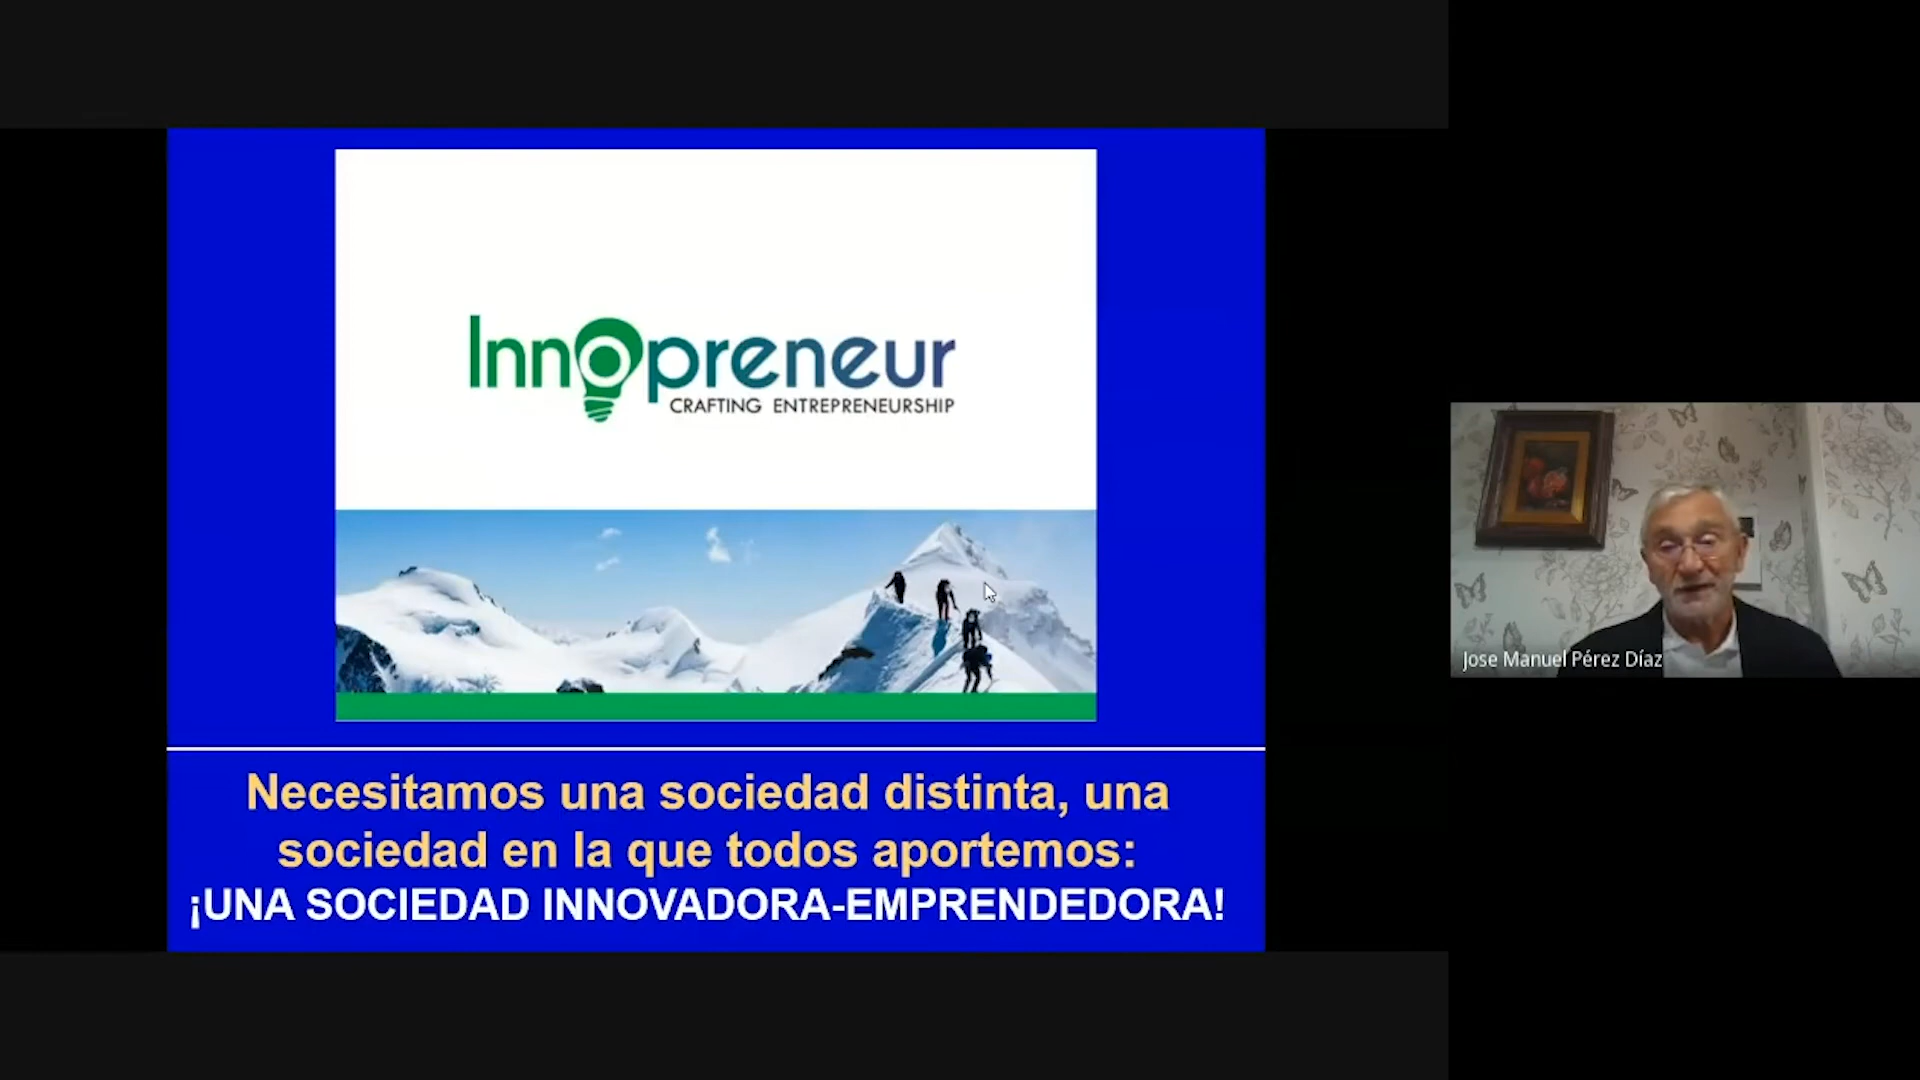 Innopreneur
CRAFTING ENTREPRENEURSHIP
Necesitamos una sociedad distinta, una
sociedad en la que todos aportemos:
¡UNA SOCIEDAD INNOVADORA-EMPRENDEDORA!
Jose Manuel Pérez Díaz